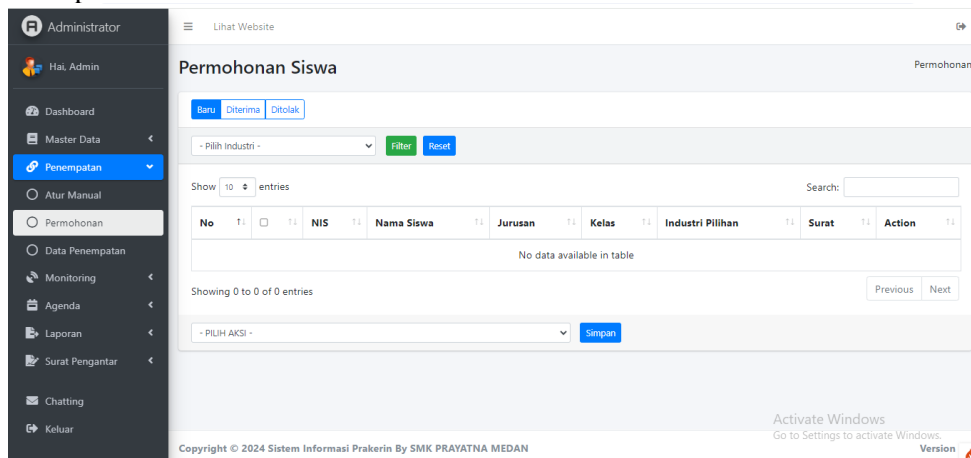 Administrator
Lihat Website
Hai, Admin
Permohonan Siswa
Permohonan
Dashboard
Master Data
Penempatan
Atur Manual
Permohonan
Data Penempatan
Monitoring
Agenda
Laporan
Surat Pengantar
Chatting
Keluar
Baru Diterima Ditolak
- Pilih Industri - Filter Reset
Show 10 entries
Search:
No NIS Nama Siswa Jurusan Kelas Industri Pilihan Surat Action
No data available in table
Showing 0 to 0 of 0 entries
Previous Next
- PILIH AKSI - Simpan
Activate Windows
Go to Settings to activate Windows.
Copyright © 2024 Sistem Informasi Prakerin By SMK PRAYATNA MEDAN
Version